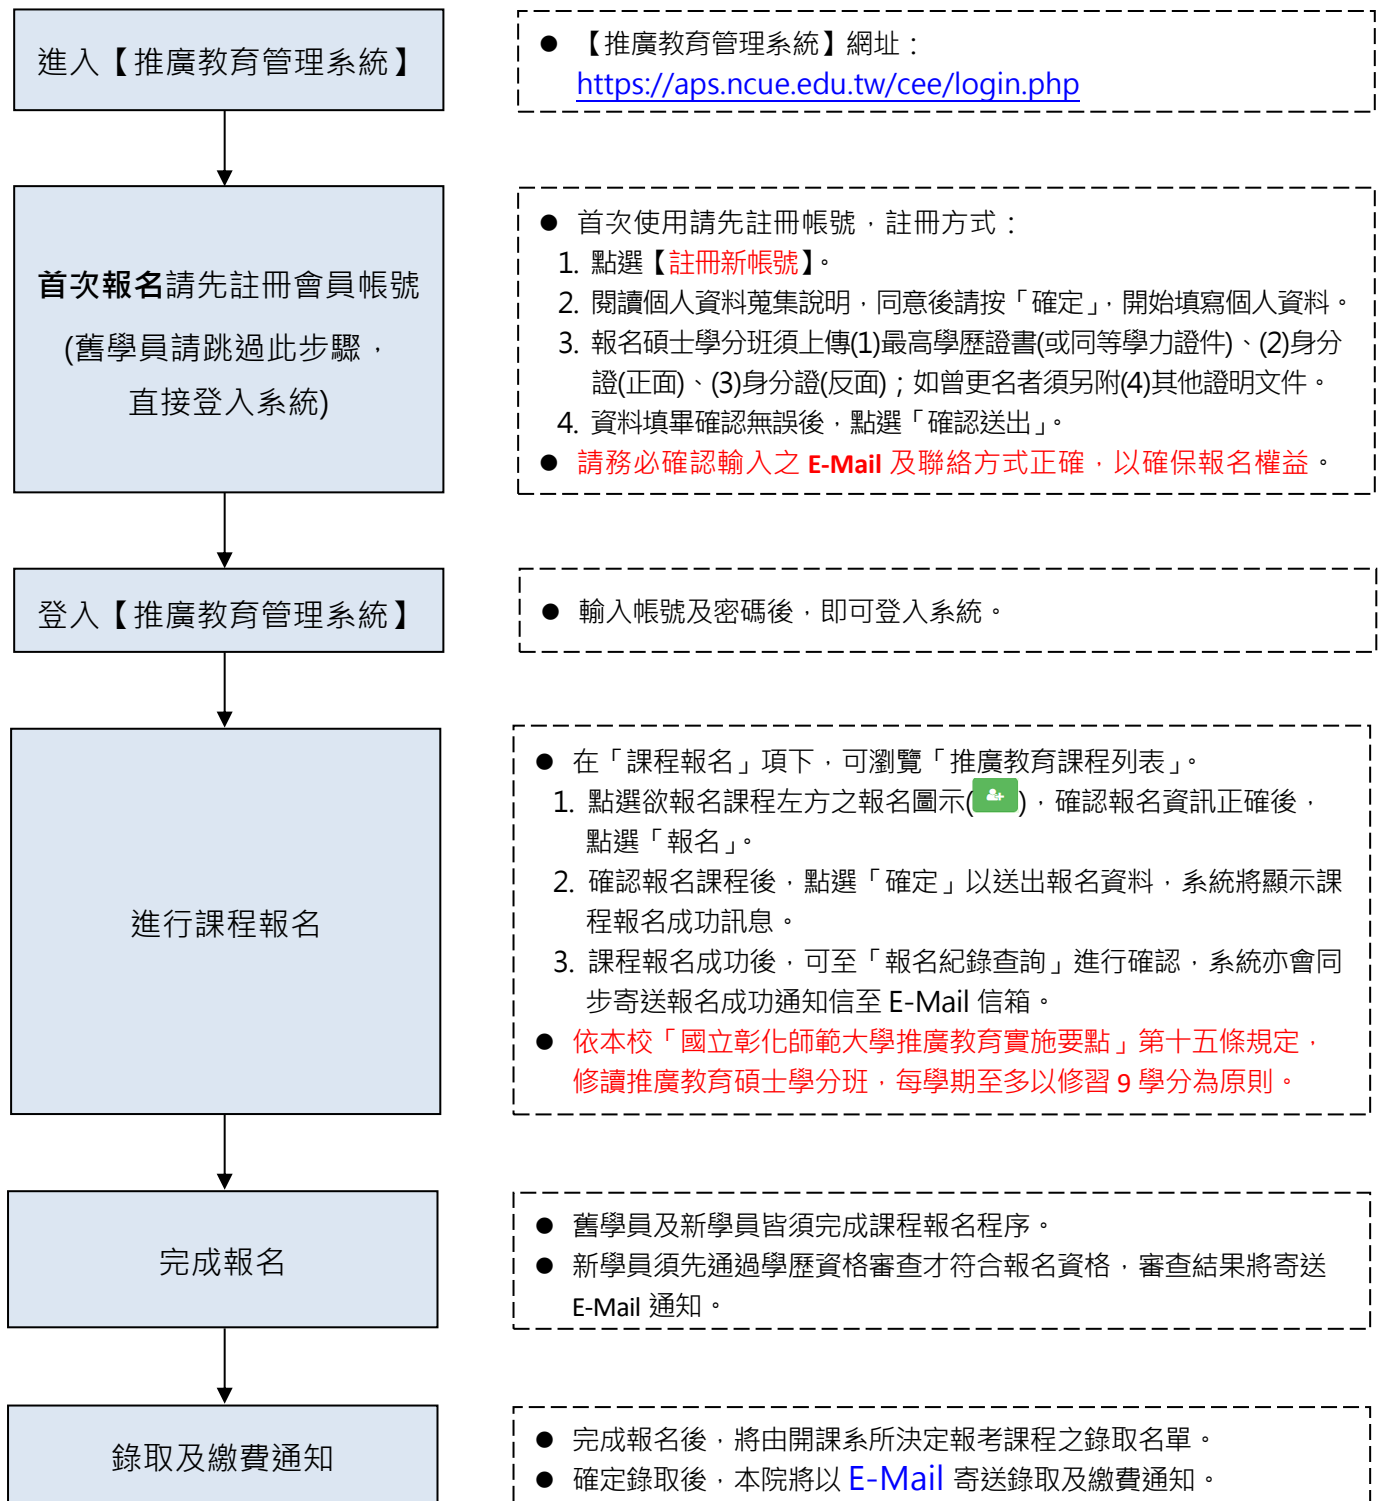 進入【推廣教育管理系統】
● 【推廣教育管理系統】網址：
https://aps.ncue.edu.tw/cee/login.php
首次報名請先註冊會員帳號
(舊學員請跳過此步驟，
直接登入系統)
● 首次使用請先註冊帳號，註冊方式：
1. 點選【註冊新帳號】。
2. 閱讀個人資料蒐集說明，同意後請按「確定」，開始填寫個人資料。
3. 報名碩士學分班須上傳(1)最高學歷證書(或同等學力證件)、(2)身分
證(正面)、(3)身分證(反面)；如曾更名者須另附(4)其他證明文件。
4. 資料填畢確認無誤後，點選「確認送出」。
● 請務必確認輸入之 E-Mail 及聯絡方式正確，以確保報名權益。
登入【推廣教育管理系統】
● 輸入帳號及密碼後，即可登入系統。
進行課程報名
● 在「課程報名」項下，可瀏覽「推廣教育課程列表」。
1. 點選欲報名課程左方之報名圖示( )，確認報名資訊正確後，
點選「報名」。
2. 確認報名課程後，點選「確定」以送出報名資料，系統將顯示課
程報名成功訊息。
3. 課程報名成功後，可至「報名紀錄查詢」進行確認，系統亦會同
步寄送報名成功通知信至 E-Mail 信箱。
● 依本校「國立彰化師範大學推廣教育實施要點」第十五條規定，
修讀推廣教育碩士學分班，每學期至多以修習 9 學分為原則。
完成報名
● 舊學員及新學員皆須完成課程報名程序。
● 新學員須先通過學歷資格審查才符合報名資格，審查結果將寄送
E-Mail 通知。
錄取及繳費通知
● 完成報名後，將由開課系所決定報考課程之錄取名單。
● 確定錄取後，本院將以 E-Mail 寄送錄取及繳費通知。